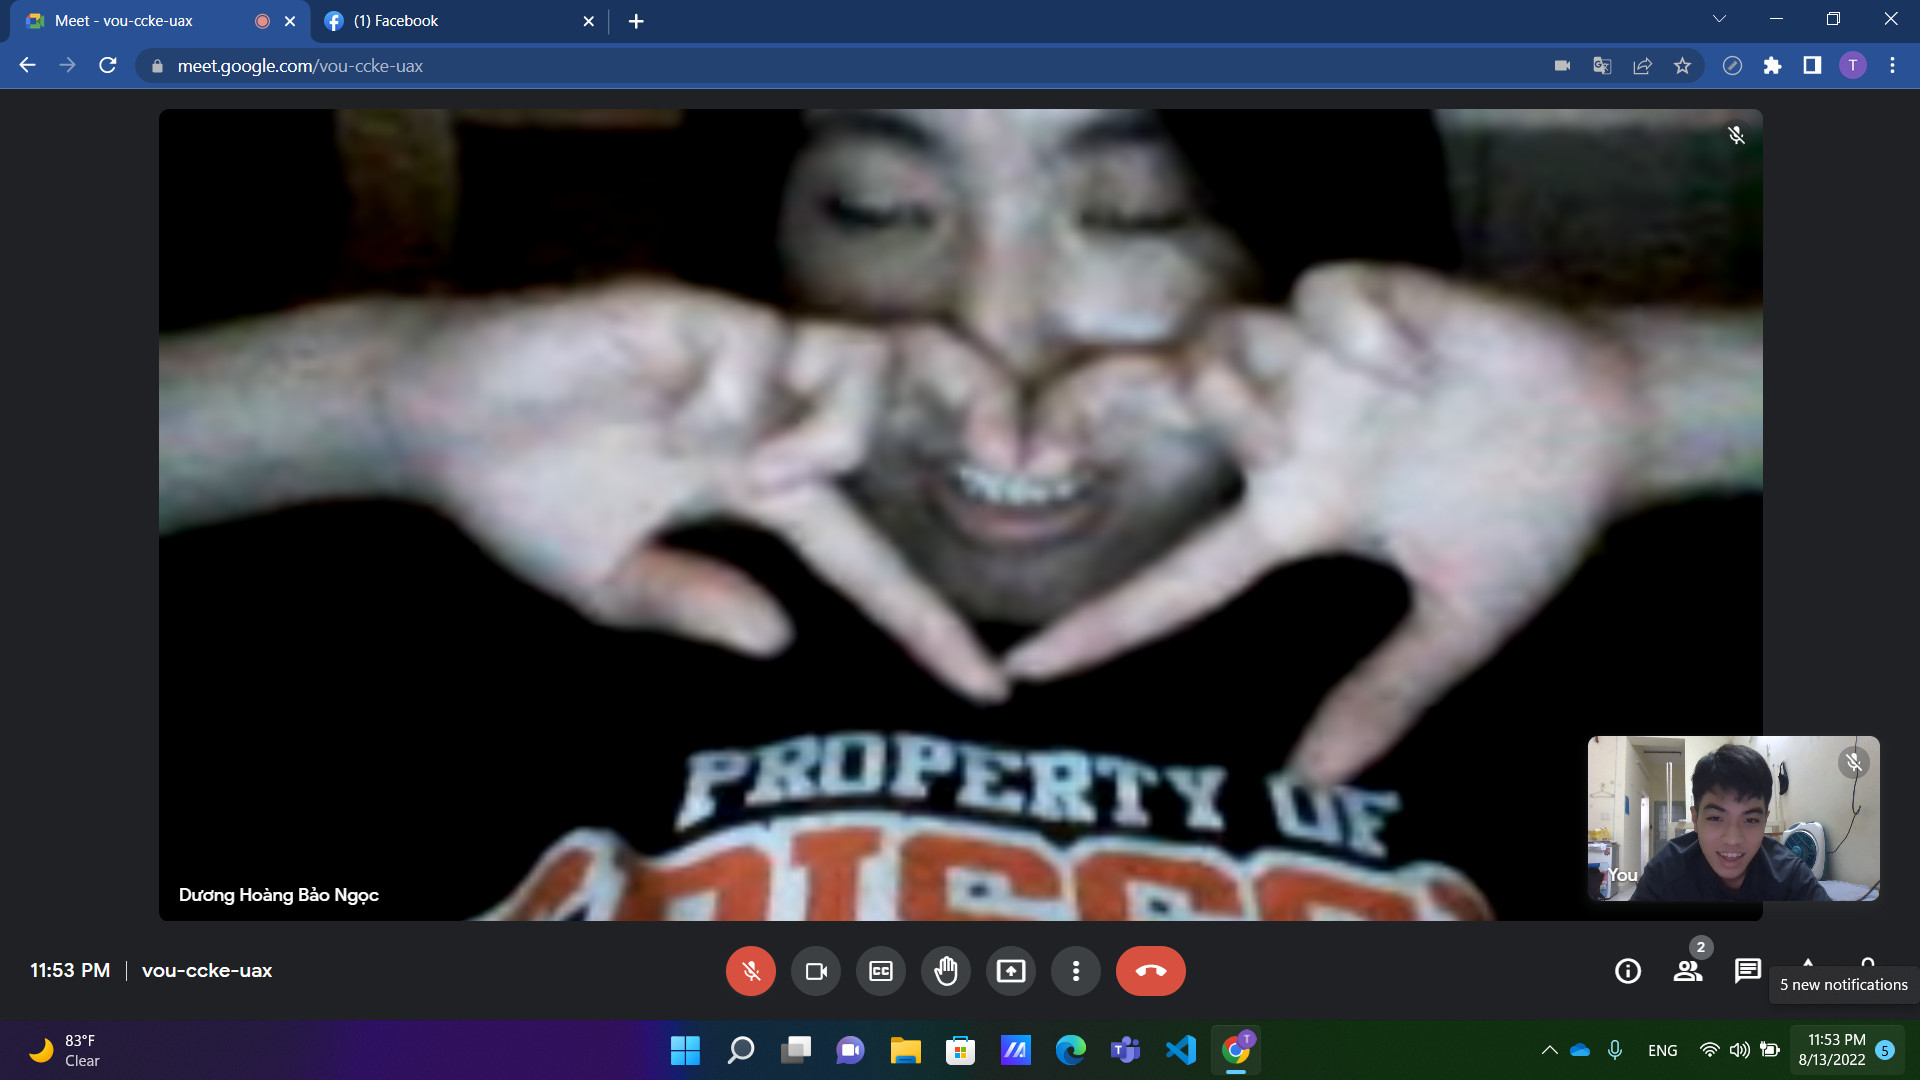 Meet - vou-ccke-uax
(1) Facebook
meet.google.com/vou-ccke-uax
T
PROPERTY OF
Dương Hoàng Bảo Ngọc
You
11:53 PM | vou-ccke-uax
CC
2
5 new notifications
83°F
Clear
T
ENG
11:53 PM
8/13/2022
5